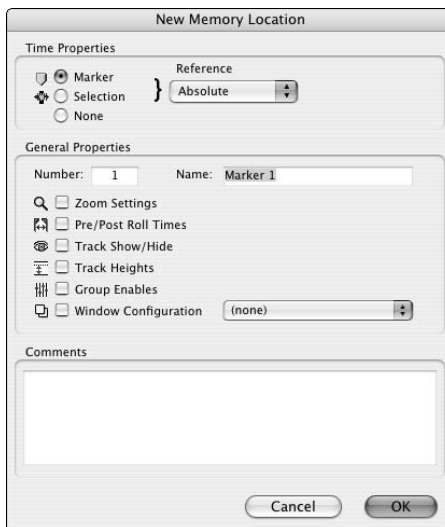 New Memory Location
Time Properties
Marker
Selection
None
Reference
Absolute
General Properties
Number: 1 Name: Marker 1
Zoom Settings
Pre/Post Roll Times
Track Show/Hide
Track Heights
Group Enables
Window Configuration (none)
Comments
Cancel OK